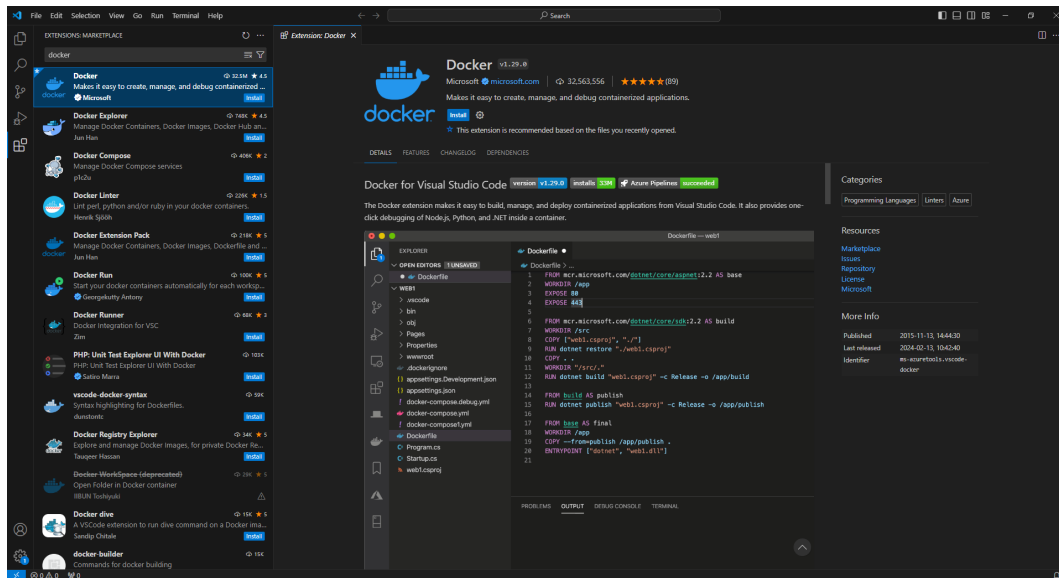 File Edit Selection View Go Run Terminal Help
Search
EXTENSIONS: MARKETPLACE
docker
Docker 32.5M ★ 4.5
Makes it easy to create, manage, and debug containerized ...
Microsoft Install
Docker Explorer 748K ★ 4.5
Manage Docker Containers, Docker Images, Docker Hub an...
Jun Han Install
Docker Compose 406K ★ 2
Manage Docker Compose services
p1c2u Install
Docker Linter 226K ★ 1.5
Lint perl, python and/or ruby in your docker containers.
Henrik Sjööh Install
Docker Extension Pack 218K ★ 5
Manage Docker Containers, Docker Images, Dockerfile and ...
Jun Han Install
Docker Run 100K ★ 5
Start your docker containers automatically for each worksp...
Georgekutty Antony Install
Docker Runner 68K ★ 3
Docker Integration for VSC
Zim Install
PHP: Unit Test Explorer UI With Docker 103K
PHP: Unit Test Explorer UI With Docker
Satiro Marra Install
vscode-docker-syntax 59K
Syntax highlighting for Dockerfiles.
dunstontc Install
Docker Registry Explorer 34K ★ 5
Explore and manage Docker Images, for private Docker Re...
Tauqeer Hassan Install
Docker WorkSpace (deprecated) 29K ★ 5
Open Folder in Docker container
IIBUN Toshiyuki
Docker dive 15K ★ 5
A VSCode extension to run dive command on a Docker ima...
Sandip Chitale Install
docker-builder 15K
Commands for docker building
Extension: Docker
docker
Docker v1.29.0
Microsoft microsoft.com 32,563,556 ★★★★★(89)
Makes it easy to create, manage, and debug containerized applications.
Install
This extension is recommended based on the files you recently opened.
DETAILS FEATURES CHANGELOG DEPENDENCIES
Docker for Visual Studio Code version v1.29.0 installs 33M Azure Pipelines succeeded
The Docker extension makes it easy to build, manage, and deploy containerized applications from Visual Studio Code. It also provides one-
click debugging of Node.js, Python, and .NET inside a container.
Dockerfile — web1
EXPLORER
OPEN EDITORS 1 UNSAVED
Dockerfile
WEB1
.vscode
bin
obj
Pages
Properties
wwwroot
.dockerignore
appsettings.Development.json
appsettings.json
docker-compose.debug.yml
docker-compose.yml
docker-compose1.yml
Dockerfile
Program.cs
Startup.cs
web1.csproj
Dockerfile
Dockerfile > ...
1 FROM mcr.microsoft.com/dotnet/core/aspnet:2.2 AS base
2 WORKDIR /app
3 EXPOSE 80
4 EXPOSE 443
5
6 FROM mcr.microsoft.com/dotnet/core/sdk:2.2 AS build
7 WORKDIR /src
8 COPY ["web1.csproj", "./"]
9 RUN dotnet restore "./web1.csproj"
10 COPY . .
11 WORKDIR "/src/."
12 RUN dotnet build "web1.csproj" -c Release -o /app/build
13
14 FROM build AS publish
15 RUN dotnet publish "web1.csproj" -c Release -o /app/publish
16
17 FROM base AS final
18 WORKDIR /app
19 COPY --from=publish /app/publish .
20 ENTRYPOINT ["dotnet", "web1.dll"]
21
PROBLEMS OUTPUT DEBUG CONSOLE TERMINAL
Categories
Programming Languages Linters Azure
Resources
Marketplace
Issues
Repository
License
Microsoft
More Info
Published 2015-11-13, 14:44:30
Last released 2024-02-13, 10:42:40
Identifier ms-azuretools.vscode-
docker
0 0 0